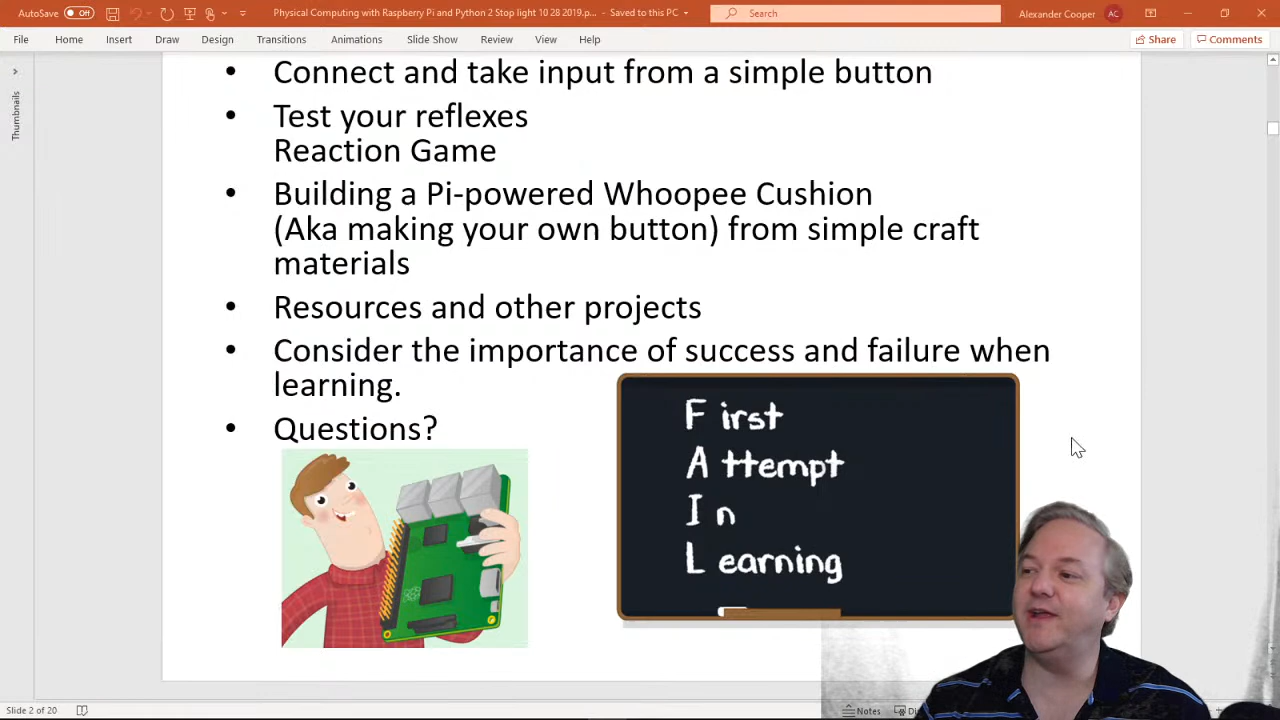 AutoSave Off Physical Computing with Raspberry Pi and Python 2 Stop light 10 28 2019.p... - Saved to this PC Search Alexander Cooper AC
File Home Insert Draw Design Transitions Animations Slide Show Review View Help Share Comments
Thumbnails
• Connect and take input from a simple button
• Test your reflexes
Reaction Game
• Building a Pi-powered Whoopee Cushion
(Aka making your own button) from simple craft
materials
• Resources and other projects
• Consider the importance of success and failure when
learning.
• Questions?
F irst
A ttempt
I n
L earning
Slide 2 of 20 Notes